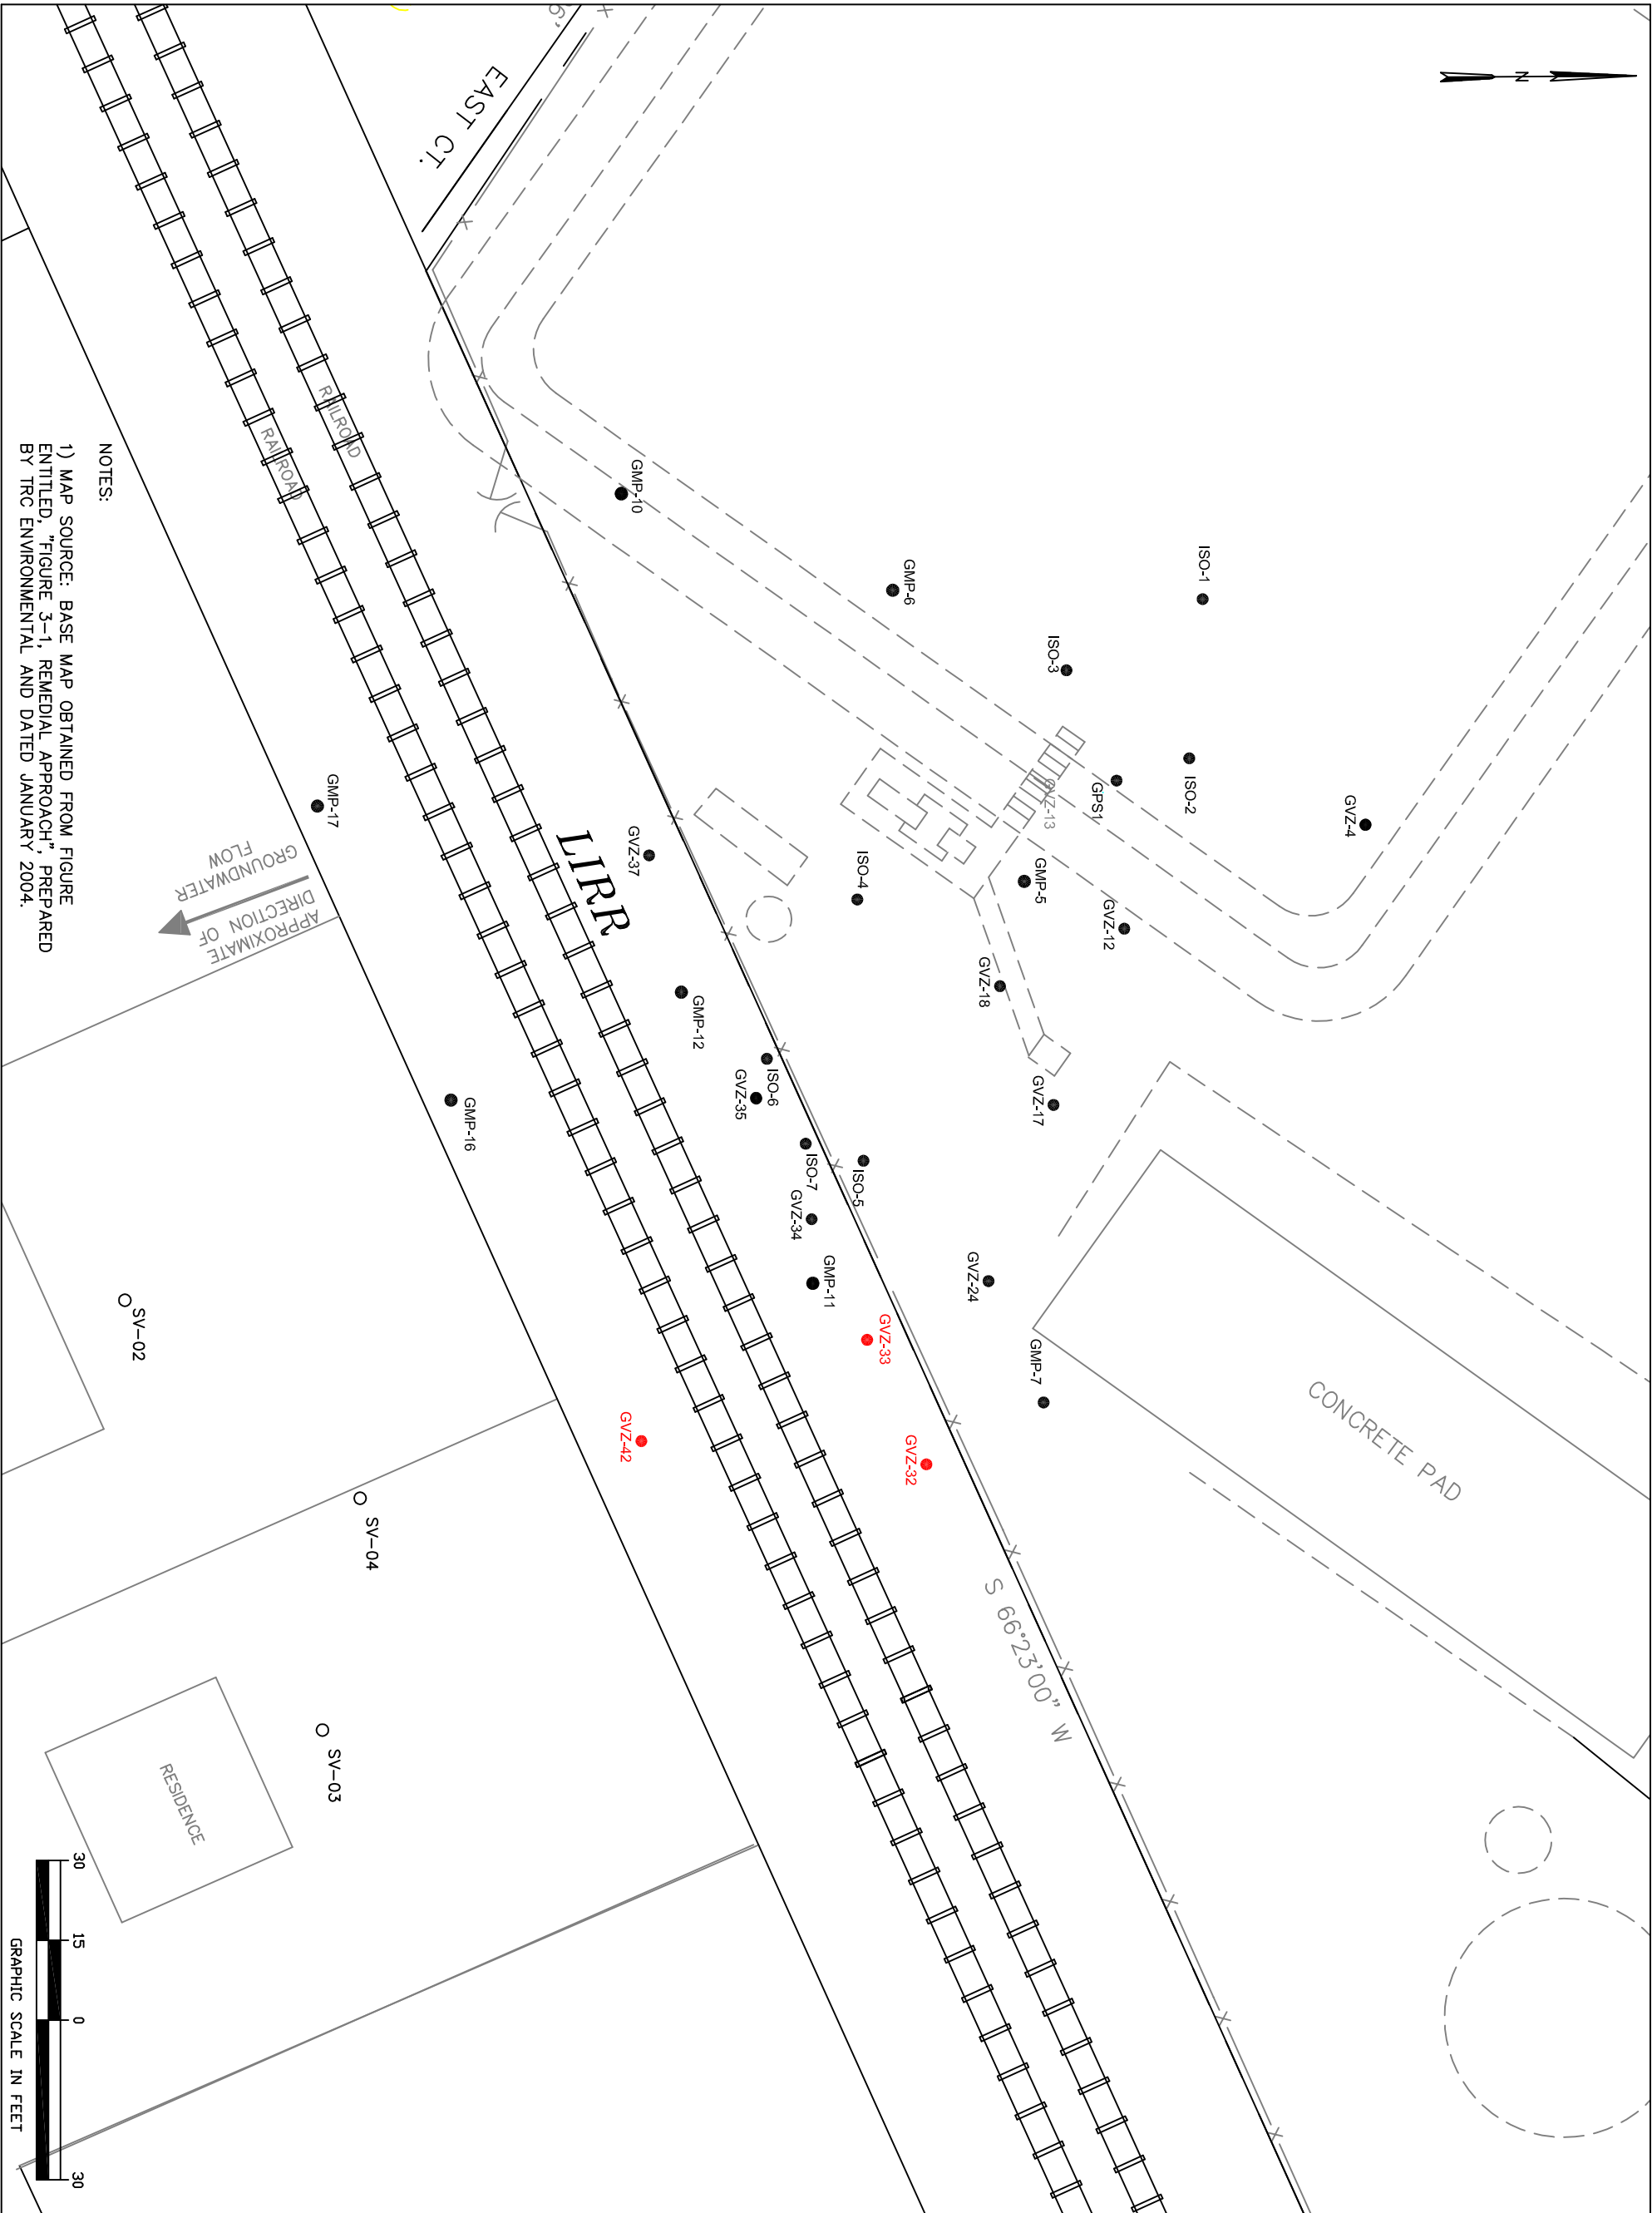 N
EAST CT.
RAILROAD
RAILROAD
LIRR
GMP-10
GMP-6
ISO-1
ISO-3
ISO-2
GPS1
GVZ-13
GVZ-4
GMP-5
GVZ-12
GVZ-18
GVZ-17
ISO-4
GVZ-37
GMP-12
ISO-6
GVZ-35
ISO-7
ISO-5
GVZ-34
GMP-11
GVZ-33
GVZ-24
GMP-7
GVZ-32
GVZ-42
GMP-17
GMP-16
CONCRETE PAD
S 66°23'00" W
APPROXIMATE
DIRECTION OF
GROUNDWATER
FLOW
SV-02
SV-04
SV-03
RESIDENCE
NOTES:
1) MAP SOURCE: BASE MAP OBTAINED FROM FIGURE
ENTITLED, "FIGURE 3-1, REMEDIAL APPROACH", PREPARED
BY TRC ENVIRONMENTAL AND DATED JANUARY, 2004.
30 15 0 30
GRAPHIC SCALE IN FEET